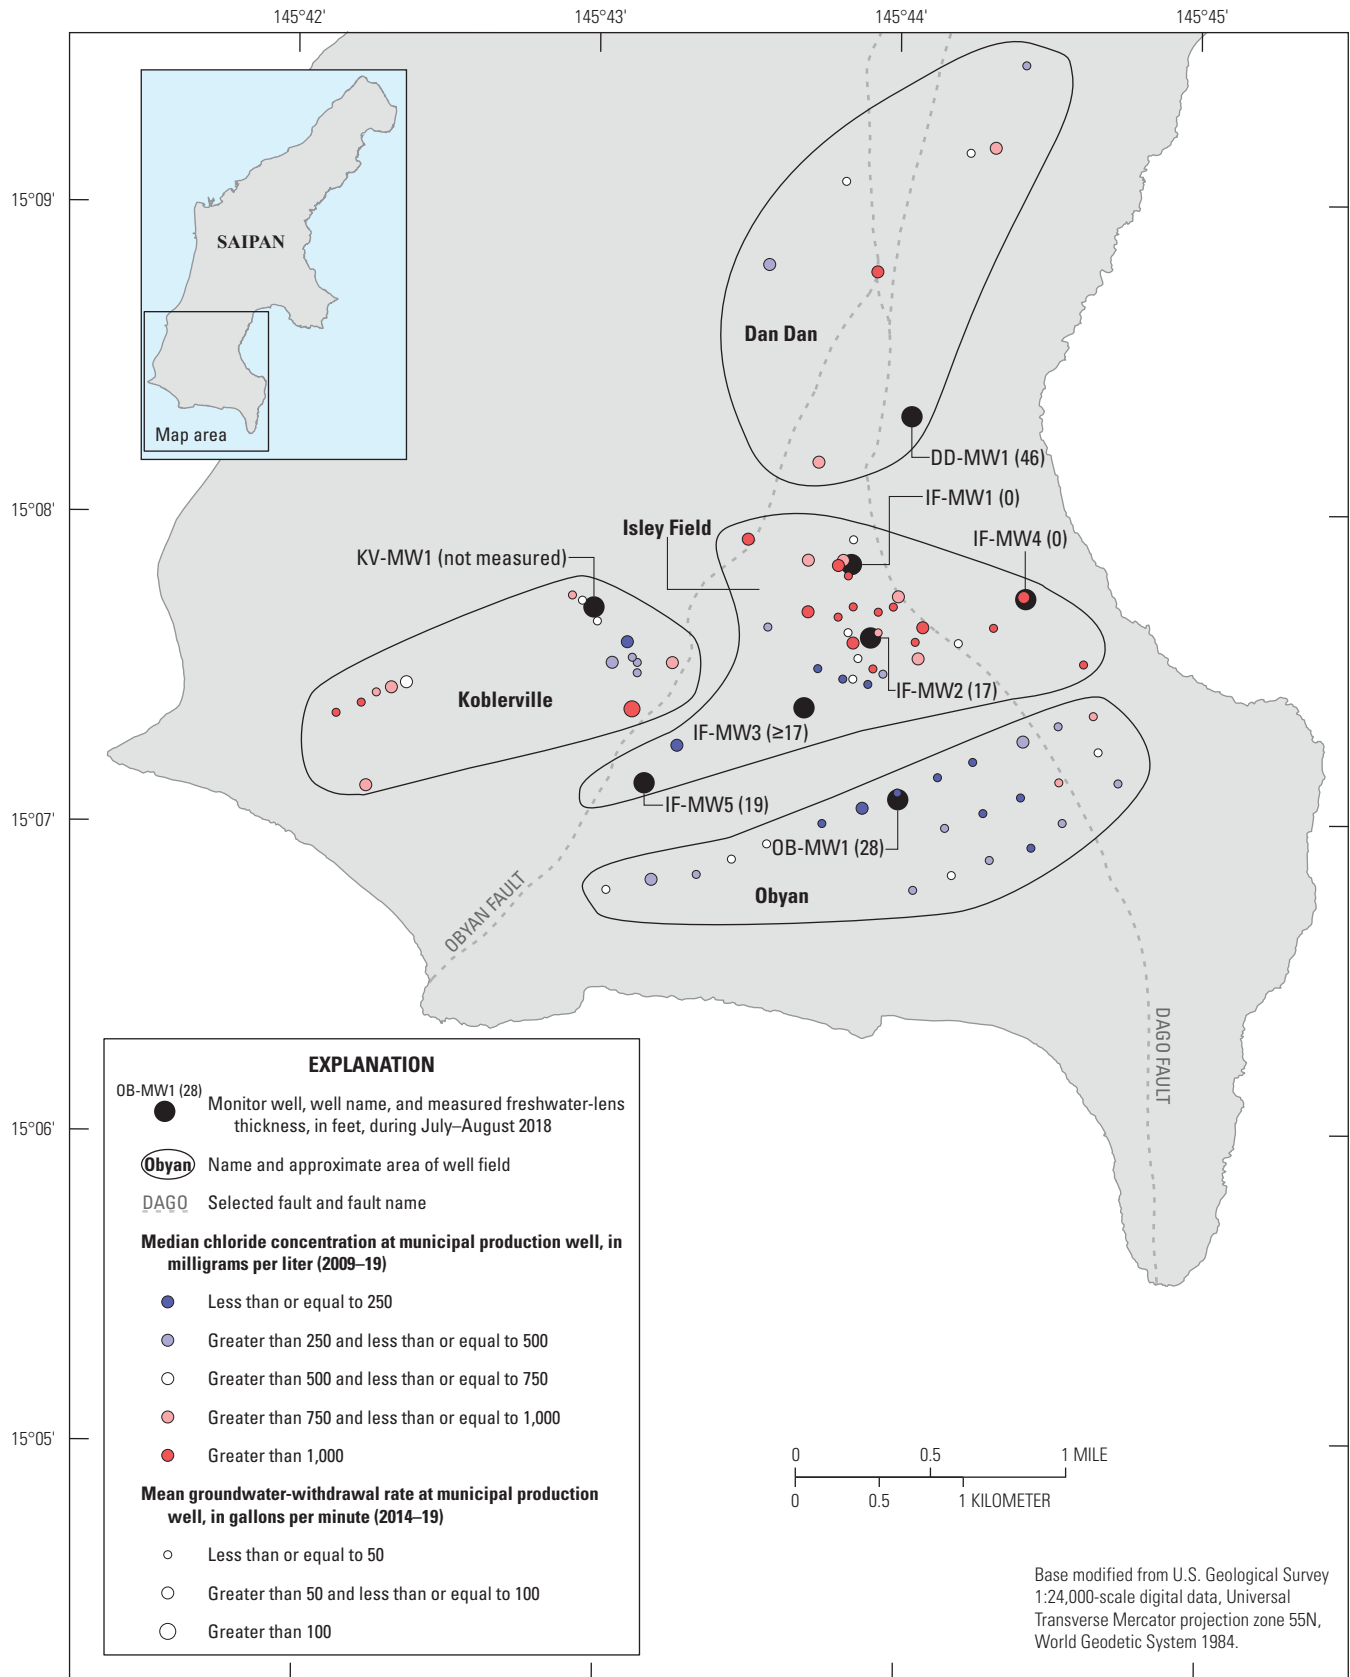 145°42'
145°43'
145°44'
145°45'
15°09'
15°08'
15°07'
15°06'
15°05'
SAIPAN
Map area
Dan Dan
DD-MW1 (46)
IF-MW1 (0)
Isley Field
IF-MW4 (0)
KV-MW1 (not measured)
Koblerville
IF-MW2 (17)
IF-MW3 (≥17)
IF-MW5 (19)
OB-MW1 (28)
Obyan
OBYAN FAULT
DAGO FAULT
EXPLANATION
OB-MW1 (28)
Monitor well, well name, and measured freshwater-lens
thickness, in feet, during July–August 2018
Obyan
Name and approximate area of well field
DAGO
Selected fault and fault name
Median chloride concentration at municipal production well, in
milligrams per liter (2009–19)
Less than or equal to 250
Greater than 250 and less than or equal to 500
Greater than 500 and less than or equal to 750
Greater than 750 and less than or equal to 1,000
Greater than 1,000
Mean groundwater-withdrawal rate at municipal production
well, in gallons per minute (2014–19)
Less than or equal to 50
Greater than 50 and less than or equal to 100
Greater than 100
0 0.5 1 MILE
0 0.5 1 KILOMETER
Base modified from U.S. Geological Survey
1:24,000-scale digital data, Universal
Transverse Mercator projection zone 55N,
World Geodetic System 1984.